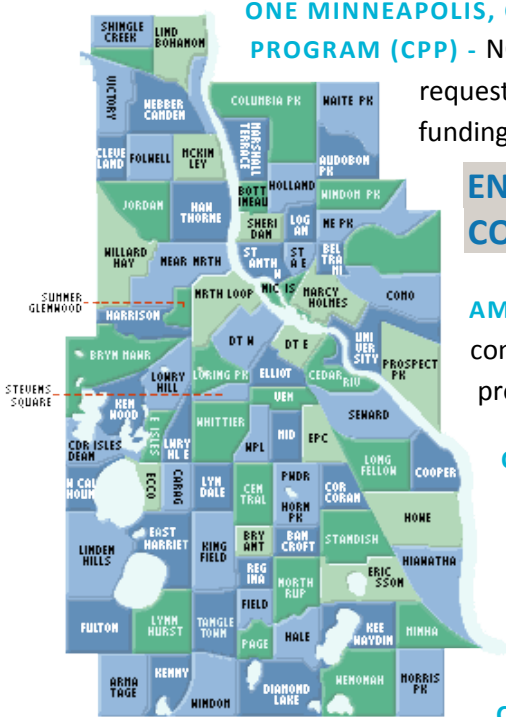 ONE MINNEAPOLIS,
PROGRAM (CPP) -
request
funding
EN
CO
AM
con
pro
SHINGLE
CREEK
LIND
BOHANON
VICTORY
WEBBER
CAMDEN
COLUMBIA PK
WAITE PK
MARSHALL
TERRACE
CLEVE
LAND
FOLWELL
MCKIN
LEY
AUDOBON
PK
HOLLAND
BOTT
INEAU
WINDOM PK
JORDAN
HAW
THORNE
SHERI
DAN
LOG
AN
NE PK
WILLARD
HAY
NEAR NRTH
ST
ANTH
W
ST
A E
BEL
TRA
MI
NIC IS
MARCY
HOLMES
COMO
SUMMER
GLENWOOD
NRTH LOOP
HARRISON
DT W
DT E
UNI
VER
SITY
PROSPECT
PK
BRYN MAWR
LOWRY
HILL
LORING PK
ELLIOT
CEDAR
RIV
STEVENS
SQUARE
KEN
WOOD
VEN
SEWARD
WHITTIER
E ISLES
LWRY
HL E
CDR ISLES
DEAN
WPL
MID
EPC
LONG
FELLOW
COOPER
W CAL
HOUN
ECCO
CARAG
LYN
DALE
CEN
TRAL
PWDR
HORN
PK
COR
CORAN
HOWE
LINDEN
HILLS
EAST
HARRIET
KING
FIELD
BRY
ANT
BAN
CROFT
STANDISH
HIAWATHA
REG
INA
NORTH
RUP
ERIC
SSON
FIELD
FULTON
LYNN
HURST
TANGLE
TOWN
PAGE
HALE
KEE
WAYDIN
MINHA
ARMA
TAGE
KENNY
WINDOM
DIAMOND
LAKE
WENONAH
MORRIS
PK